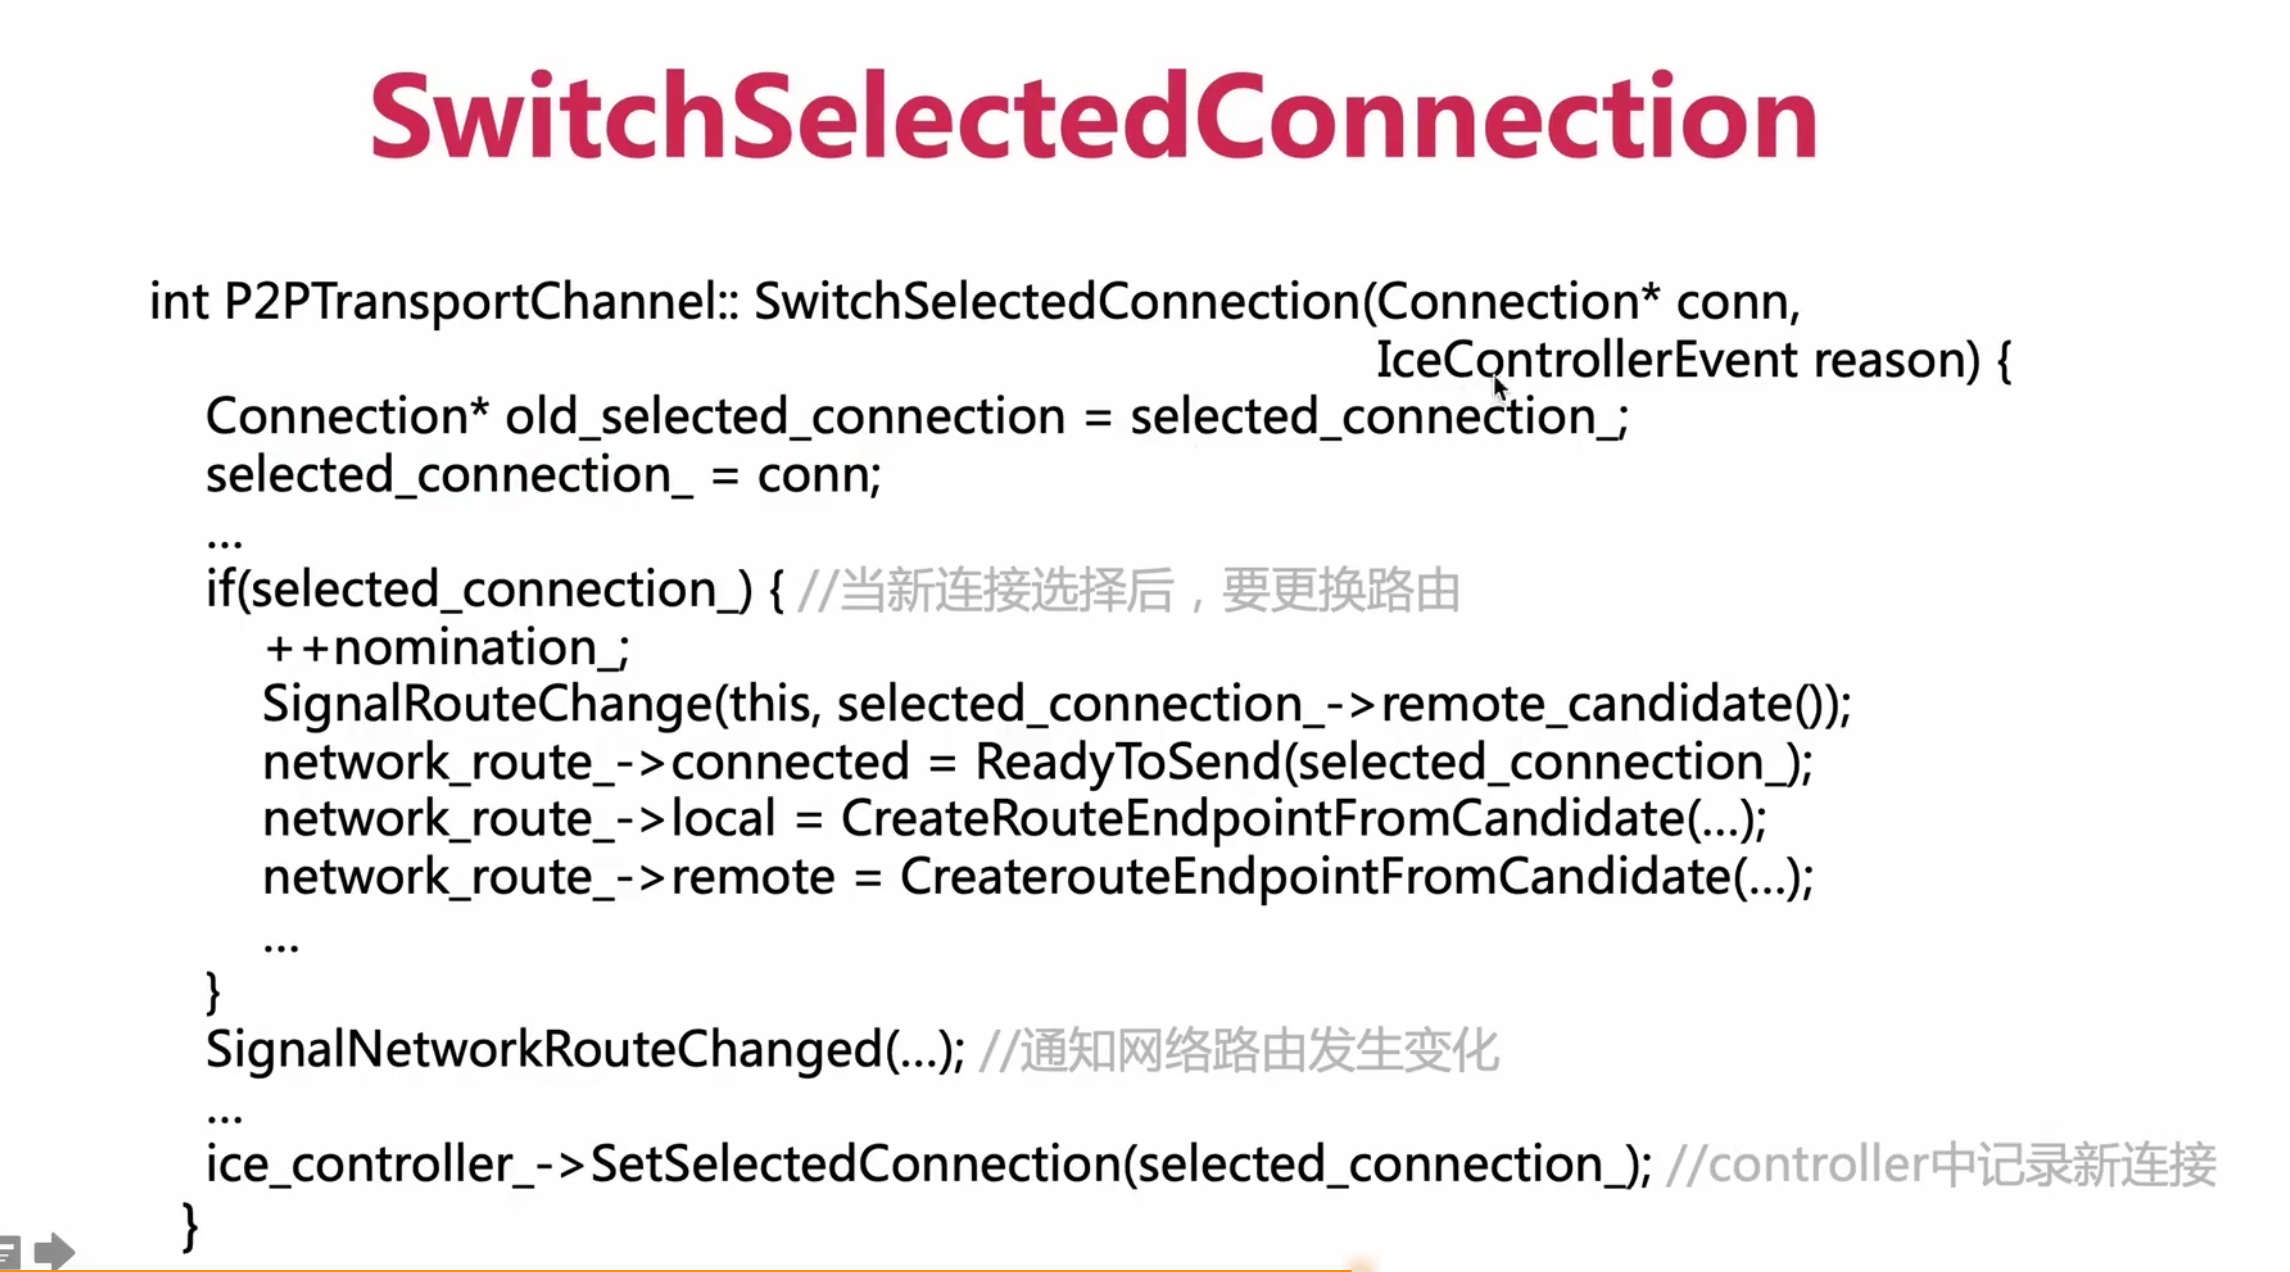 SwitchSelectedConnection
int P2PTransportChannel:: SwitchSelectedConnection(Connection* conn,
IceControllerEvent reason) {
Connection* old_selected_connection = selected_connection_;
selected_connection_ = conn;
...
if(selected_connection_) { //当新连接选择后，要更换路由
++nomination_;
SignalRouteChange(this, selected_connection_->remote_candidate());
network_route_->connected = ReadyToSend(selected_connection_);
network_route_->local = CreateRouteEndpointFromCandidate(...);
network_route_->remote = CreaterouteEndpointFromCandidate(...);
...
}
SignalNetworkRouteChanged(...); //通知网络路由发生变化
...
ice_controller_->SetSelectedConnection(selected_connection_); //controller中记录新连接
}